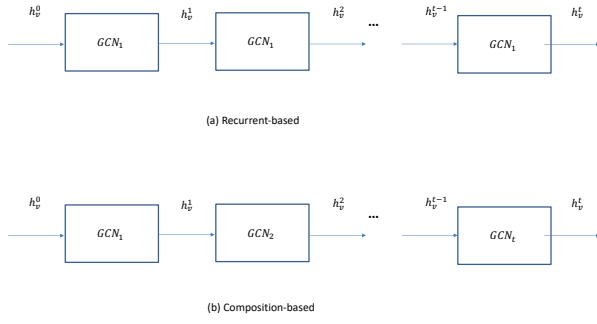 h_v^0 h_v^1 h_v^2 ... h_v^{t-1} h_v^t
GCN_1 GCN_1 GCN_1
(a) Recurrent-based
h_v^0 h_v^1 h_v^2 ... h_v^{t-1} h_v^t
GCN_1 GCN_2 GCN_t
(b) Composition-based